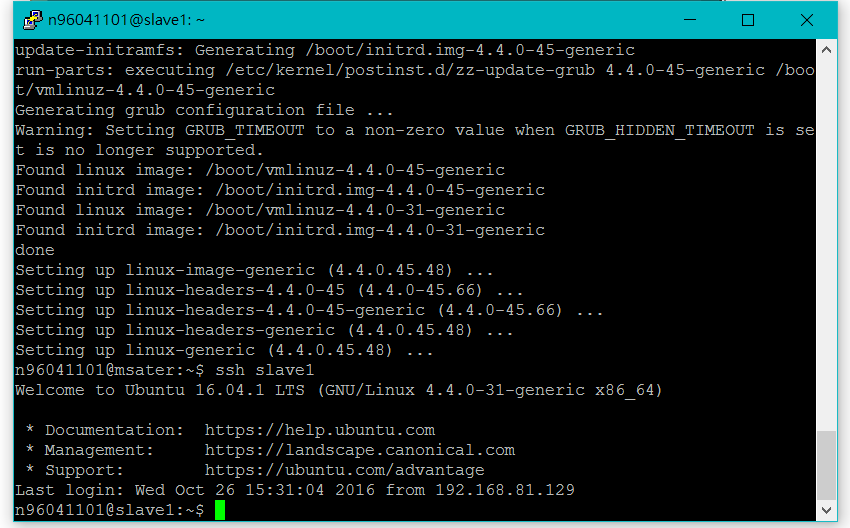 n96041101@slave1: ~
update-initramfs: Generating /boot/initrd.img-4.4.0-45-generic
run-parts: executing /etc/kernel/postinst.d/zz-update-grub 4.4.0-45-generic /boo
t/vmlinuz-4.4.0-45-generic
Generating grub configuration file ...
Warning: Setting GRUB_TIMEOUT to a non-zero value when GRUB_HIDDEN_TIMEOUT is se
t is no longer supported.
Found linux image: /boot/vmlinuz-4.4.0-45-generic
Found initrd image: /boot/initrd.img-4.4.0-45-generic
Found linux image: /boot/vmlinuz-4.4.0-31-generic
Found initrd image: /boot/initrd.img-4.4.0-31-generic
done
Setting up linux-image-generic (4.4.0.45.48) ...
Setting up linux-headers-4.4.0-45 (4.4.0-45.66) ...
Setting up linux-headers-4.4.0-45-generic (4.4.0-45.66) ...
Setting up linux-headers-generic (4.4.0.45.48) ...
Setting up linux-generic (4.4.0.45.48) ...
n96041101@msater:~$ ssh slave1
Welcome to Ubuntu 16.04.1 LTS (GNU/Linux 4.4.0-31-generic x86_64)
* Documentation:  https://help.ubuntu.com
* Management:     https://landscape.canonical.com
* Support:        https://ubuntu.com/advantage
Last login: Wed Oct 26 15:31:04 2016 from 192.168.81.129
n96041101@slave1:~$